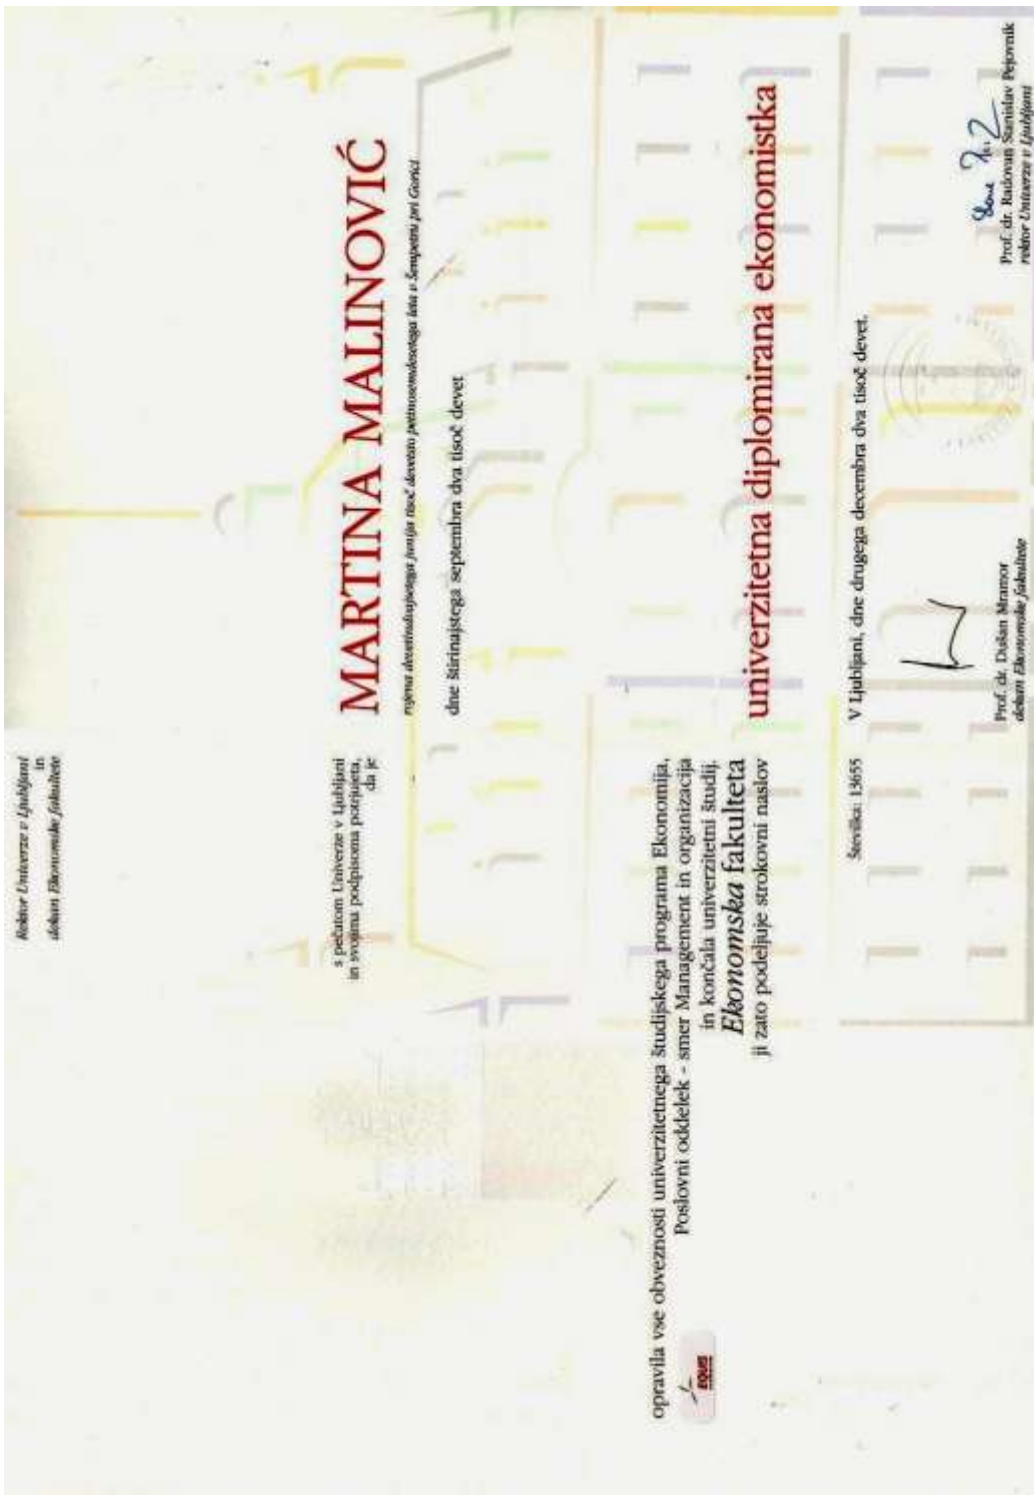 Rektor Univerze v Ljubljani
in
dekan Ekonomske fakultete
s pečatom Univerze v Ljubljani
in svojima podpisoma potrjujeta,
da je
MARTINA MALINOVIĆ
rojena devetindvajsetega junija tisoč devetsto petinosemdesetega leta v Šempetru pri Gorici
dne štirinajstega septembra dva tisoč devet
opravila vse obveznosti univerzitetnega študijskega programa Ekonomija,
Poslovni oddelek - smer Management in organizacija
in končala univerzitetni študij.
Ekonomska fakulteta
ji zato podeljuje strokovni naslov
univerzitetna diplomirana ekonomistka
EQUIS
Številka: 13655
V Ljubljani, dne drugega decembra dva tisoč devet.
Prof. dr. Dušan Mramor
dekan Ekonomske fakultete
Prof. dr. Radovan Stanislav Pejovnik
rektor Univerze v Ljubljani